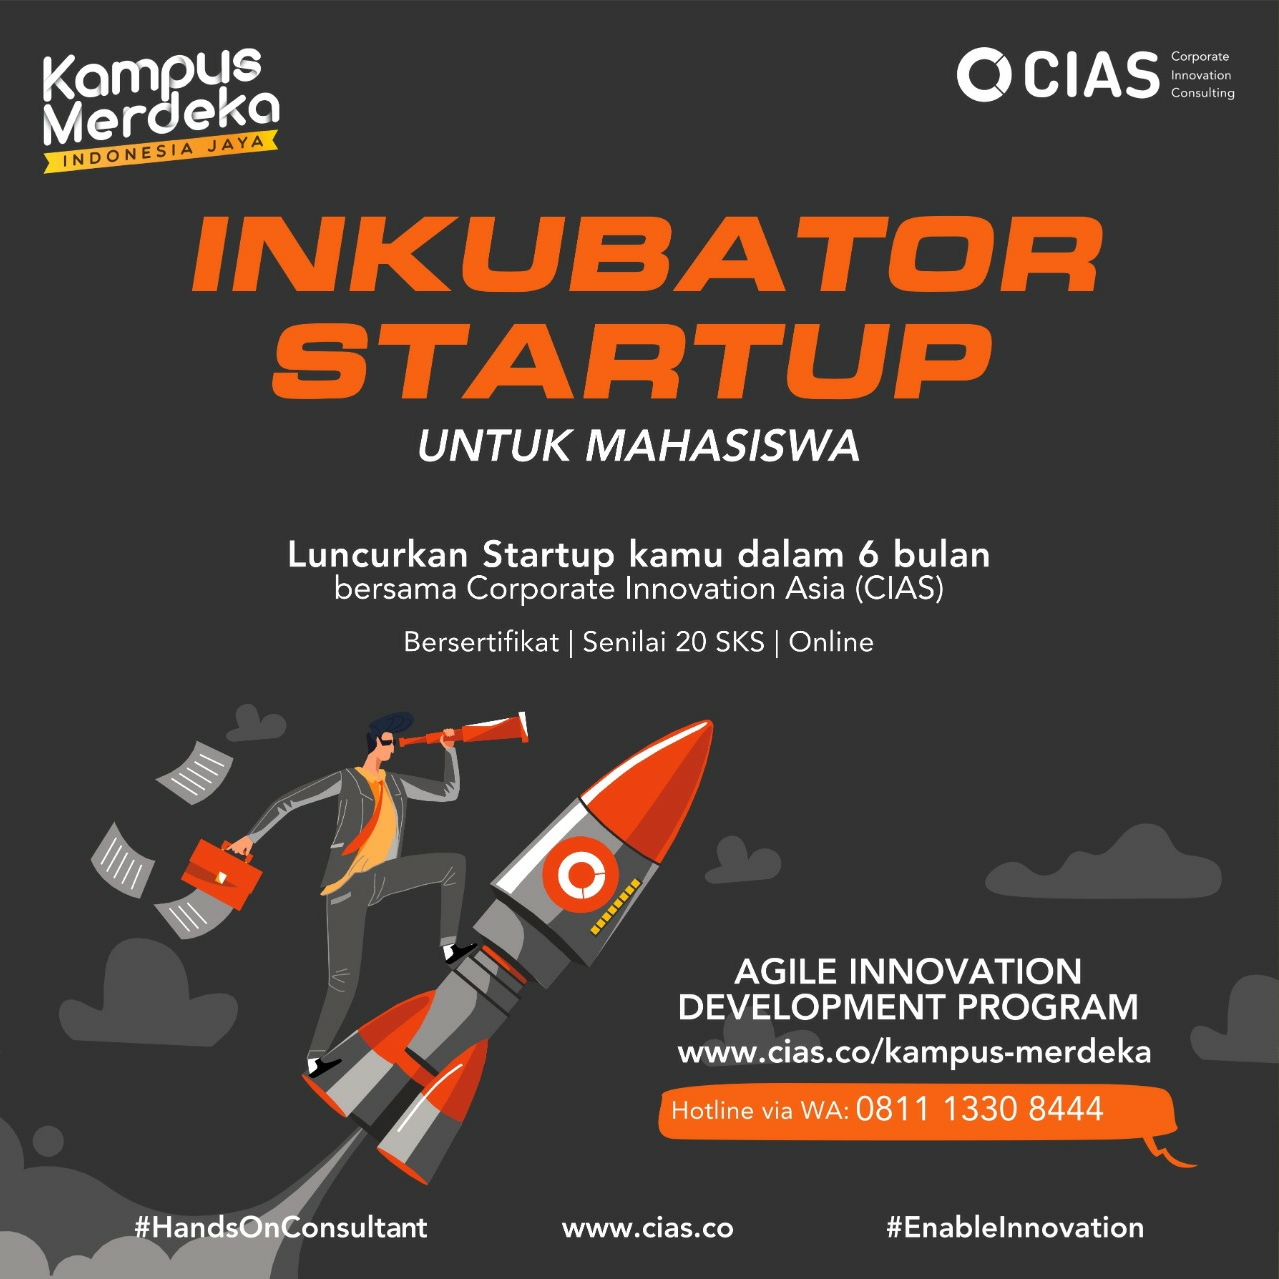 Kampus
Merdeka
INDONESIA JAYA
CIAS
Corporate
Innovation
Consulting
INKUBATOR
STARTUP
UNTUK MAHASISWA
Luncurkan Startup kamu dalam 6 bulan
bersama Corporate Innovation Asia (CIAS)
Bersertifikat | Senilai 20 SKS | Online
AGILE INNOVATION
DEVELOPMENT PROGRAM
www.cias.co/kampus-merdeka
Hotline via WA: 0811 1330 8444
#HandsOnConsultant
www.cias.co
#EnableInnovation